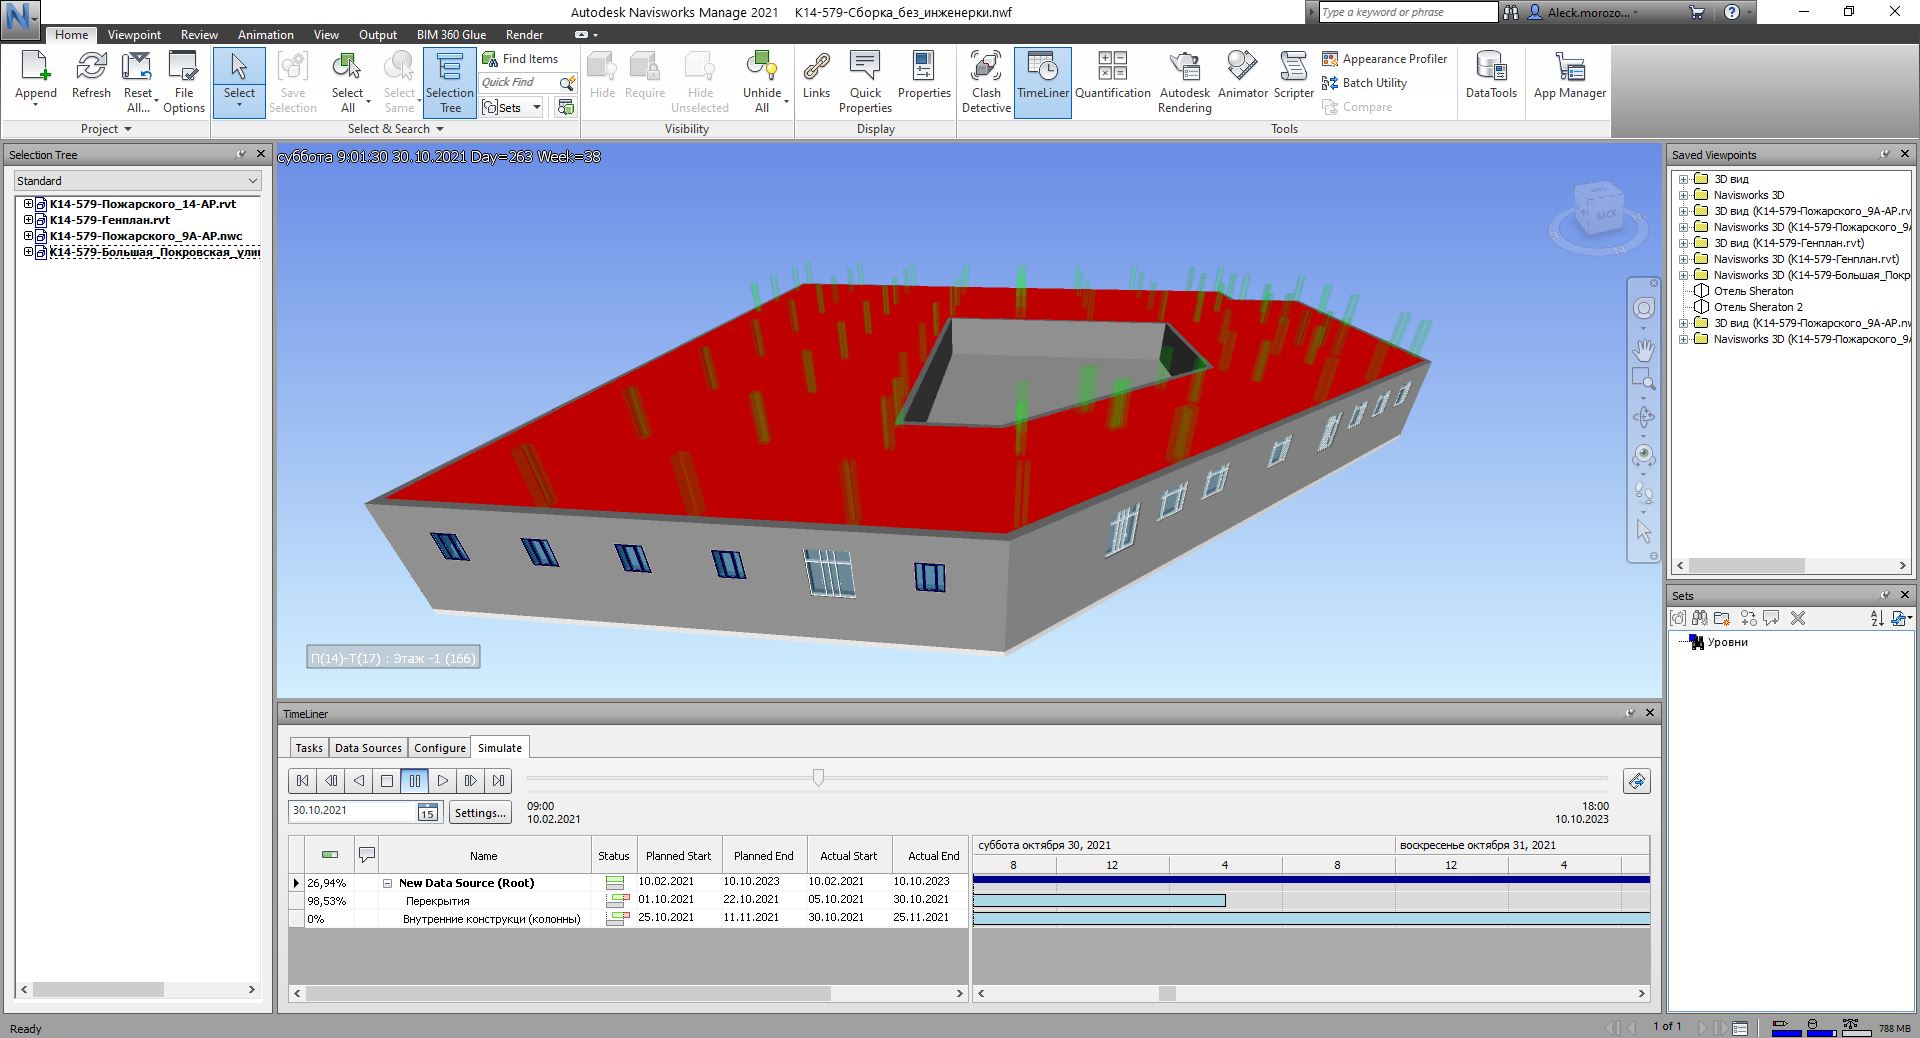 Autodesk Navisworks Manage 2021 К14-579-Сборка_без_инженерки.nwf
Type a keyword or phrase
Aleck.morozo...
Home Viewpoint Review Animation View Output BIM 360 Glue Render
Append
Refresh
Reset All...
File Options
Project
Select
Save Selection
Select All
Select Same
Selection Tree
Find Items
Quick Find
Sets
Select & Search
Hide
Require
Hide Unselected
Unhide All
Visibility
Links
Quick Properties
Properties
Display
Clash Detective
TimeLiner
Quantification
Autodesk Rendering
Animator
Scripter
Appearance Profiler
Batch Utility
Compare
DataTools
App Manager
Tools
Selection Tree
Standard
К14-579-Пожарского_14-АР.rvt
К14-579-Генплан.rvt
К14-579-Пожарского_9А-АР.nwc
К14-579-Большая_Покровская_ули
суббота 9:01:30 30.10.2021 Day=263 Week=38
BACK
П(14)-Т(17) : Этаж -1 (166)
Saved Viewpoints
3D вид
Navisworks 3D
3D вид (К14-579-Пожарского_9А-АР.rv
Navisworks 3D (К14-579-Пожарского_9А
3D вид (К14-579-Генплан.rvt)
Navisworks 3D (К14-579-Генплан.rvt)
Navisworks 3D (К14-579-Большая_Покр
Отель Sheraton
Отель Sheraton 2
3D вид (К14-579-Пожарского_9А-АР.nw
Navisworks 3D (К14-579-Пожарского_9А
Sets
Уровни
TimeLiner
Tasks Data Sources Configure Simulate
30.10.2021 15 Settings...
09:00 18:00
10.02.2021 10.10.2023
Name Status Planned Start Planned End Actual Start Actual End
26,94% New Data Source (Root) 10.02.2021 10.10.2023 10.02.2021 10.10.2023
98,53% Перекрытия 01.10.2021 22.10.2021 05.10.2021 30.10.2021
0% Внутренние конструкци (колонны) 25.10.2021 11.11.2021 30.10.2021 25.11.2021
суббота октября 30, 2021 воскресенье октября 31, 2021
8 12 4 8 12 4
Ready
1 of 1
788 MB